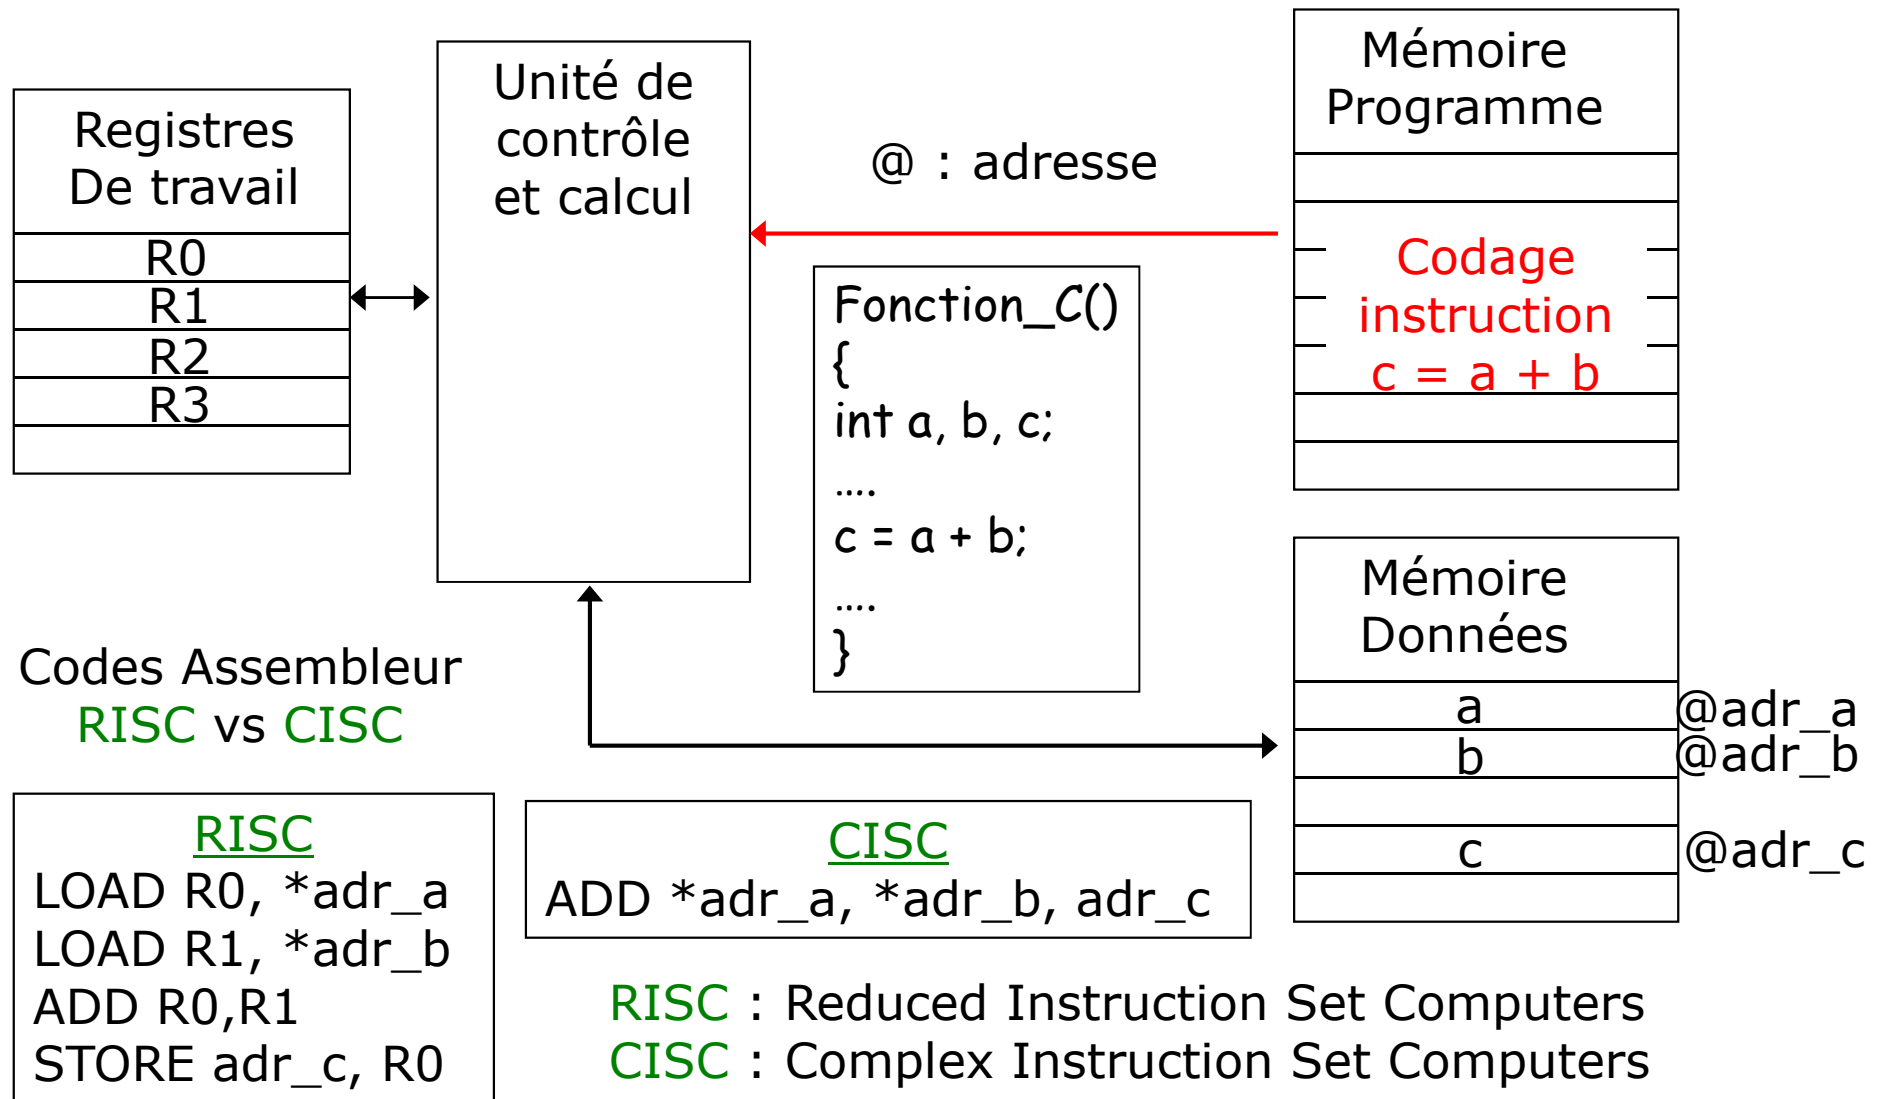 Registres
De travail
R0
R1
R2
R3
Unité de
contrôle
et calcul
@ : adresse
Fonction_C()
{
int a, b, c;
....
c = a + b;
....
}
Mémoire
Programme
Codage
instruction
c = a + b
Mémoire
Données
a @adr_a
b @adr_b
c @adr_c
Codes Assembleur
RISC vs CISC
RISC
LOAD R0, *adr_a
LOAD R1, *adr_b
ADD R0,R1
STORE adr_c, R0
CISC
ADD *adr_a, *adr_b, adr_c
RISC : Reduced Instruction Set Computers
CISC : Complex Instruction Set Computers